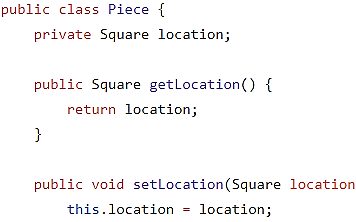 public class Piece {
    private Square location;

    public Square getLocation() {
        return location;
    }

    public void setLocation(Square location
        this.location = location;